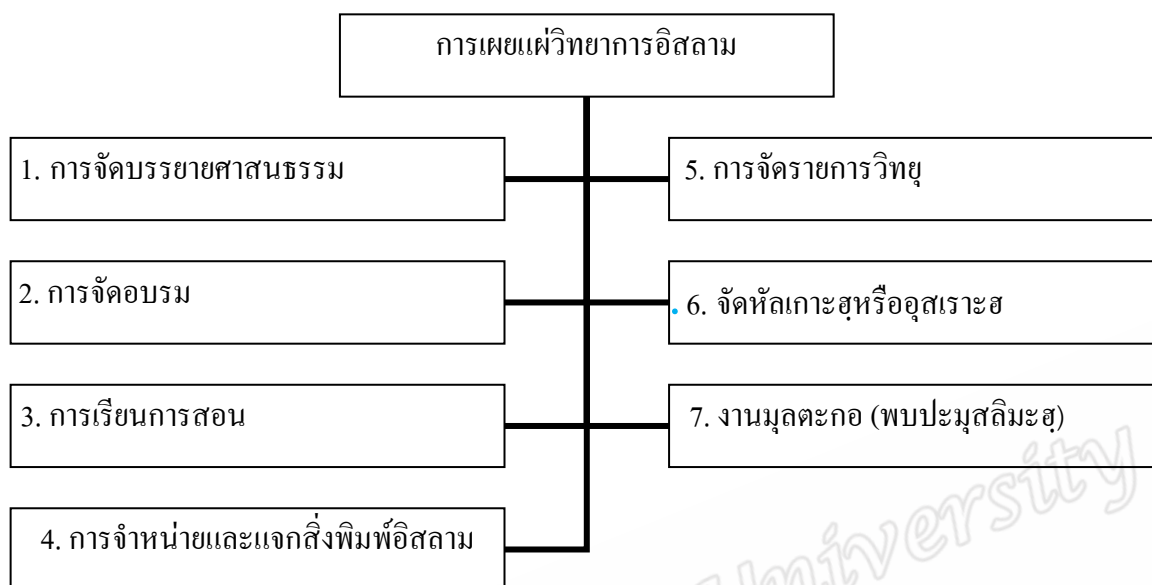 การเผยแผ่วิทยาการอิสลาม
1. การจัดบรรยายศาสนธรรม
2. การจัดอบรม
3. การเรียนการสอน
4. การจำหน่ายและแจกสิ่งพิมพ์อิสลาม
5. การจัดรายการวิทยุ
. 6. จัดหัลเกาะฮฺหรืออุสเราะฮ
7. งานมุลตะกอ (พบปะมุสลิมะฮฺ)
University